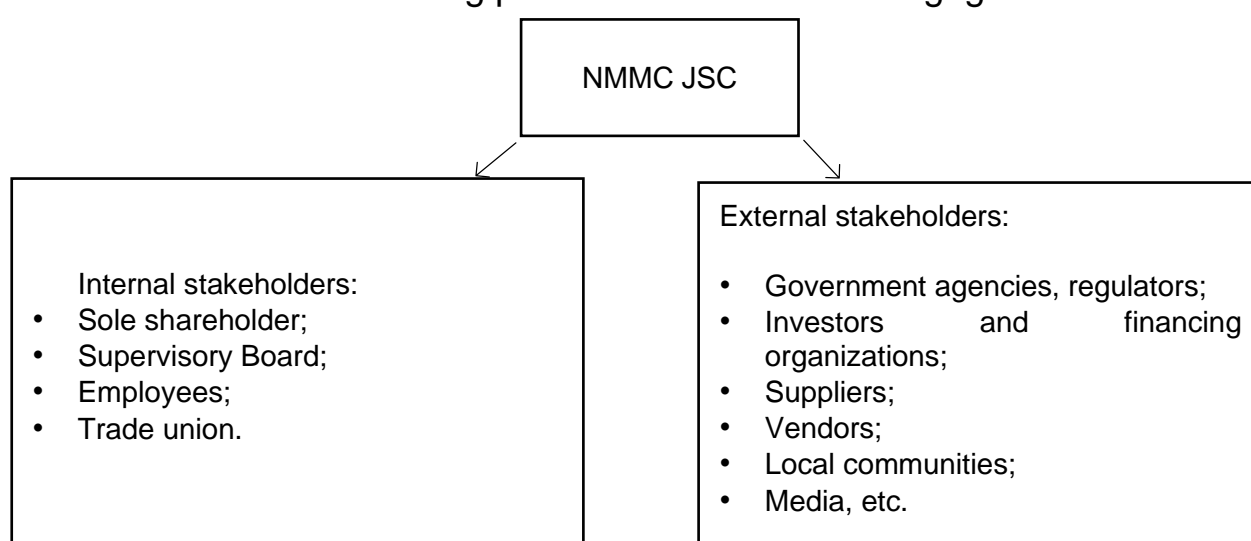 NMMC JSC
Internal stakeholders:
• Sole shareholder;
• Supervisory Board;
• Employees;
• Trade union.
External stakeholders:
• Government agencies, regulators;
• Investors and financing
organizations;
• Suppliers;
• Vendors;
• Local communities;
• Media, etc.